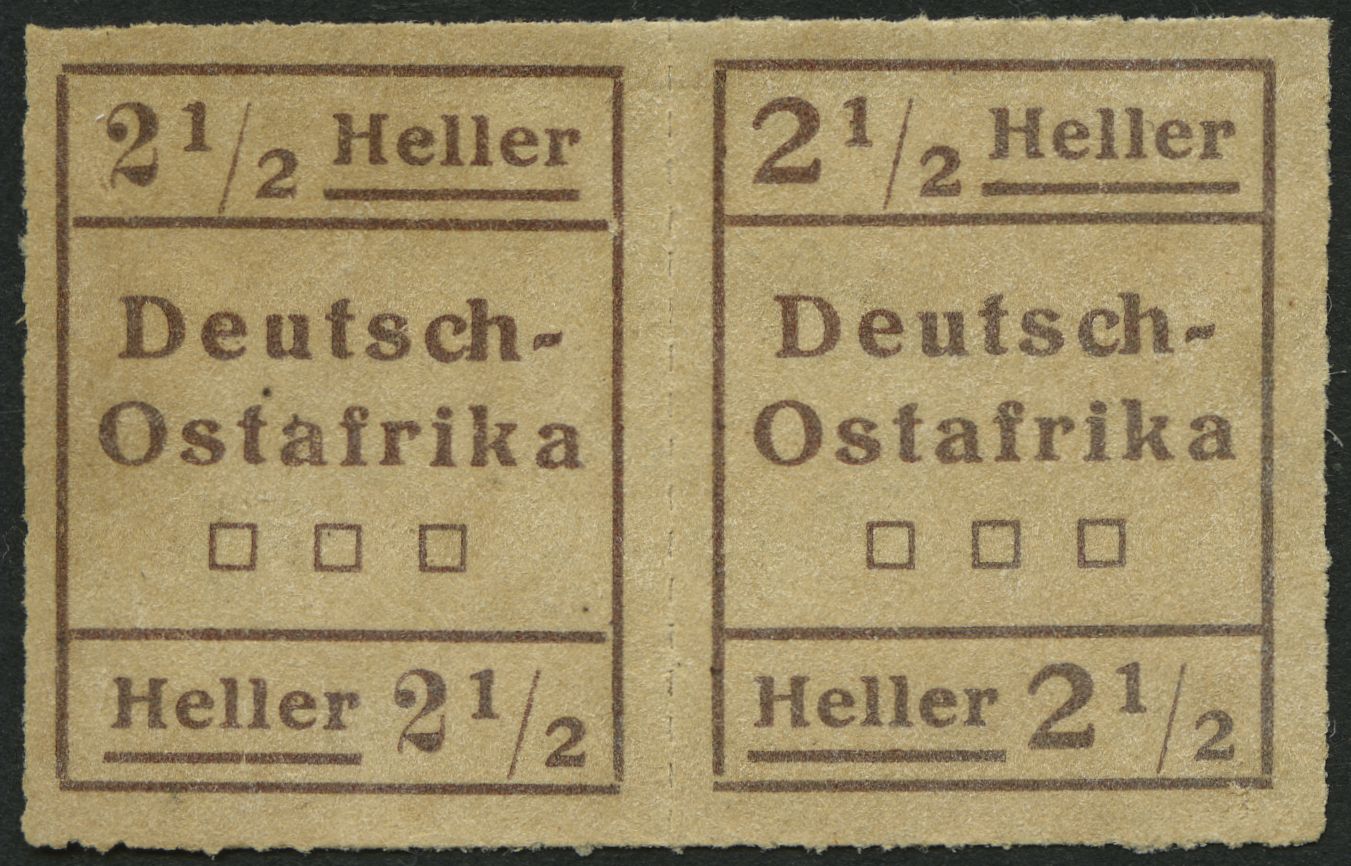 2 1/2 Heller
Deutsch-
Ostafrika
□ □ □
Heller 2 1/2
2 1/2 Heller
Deutsch-
Ostafrika
□ □ □
Heller 2 1/2